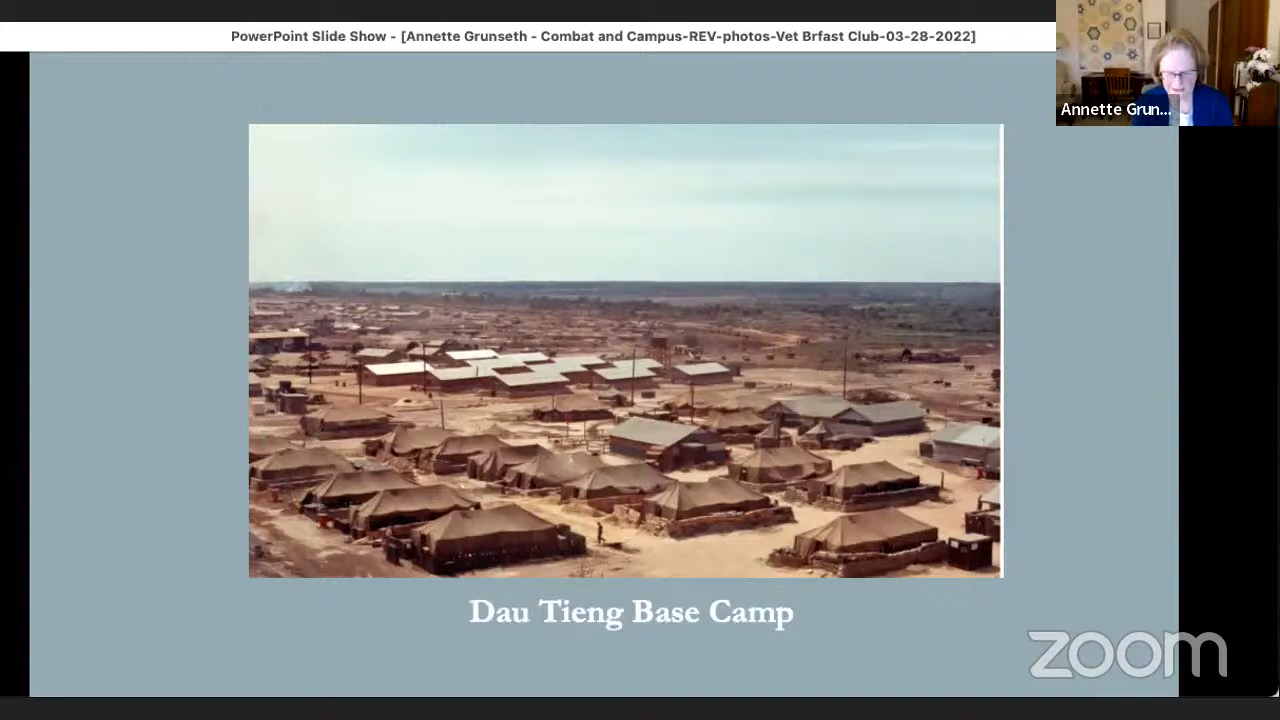 PowerPoint Slide Show - [Annette Grunseth - Combat and Campus-REV-photos-Vet Brfast Club-03-28-2022]
Annette Grun...
Dau Tieng Base Camp
zoom